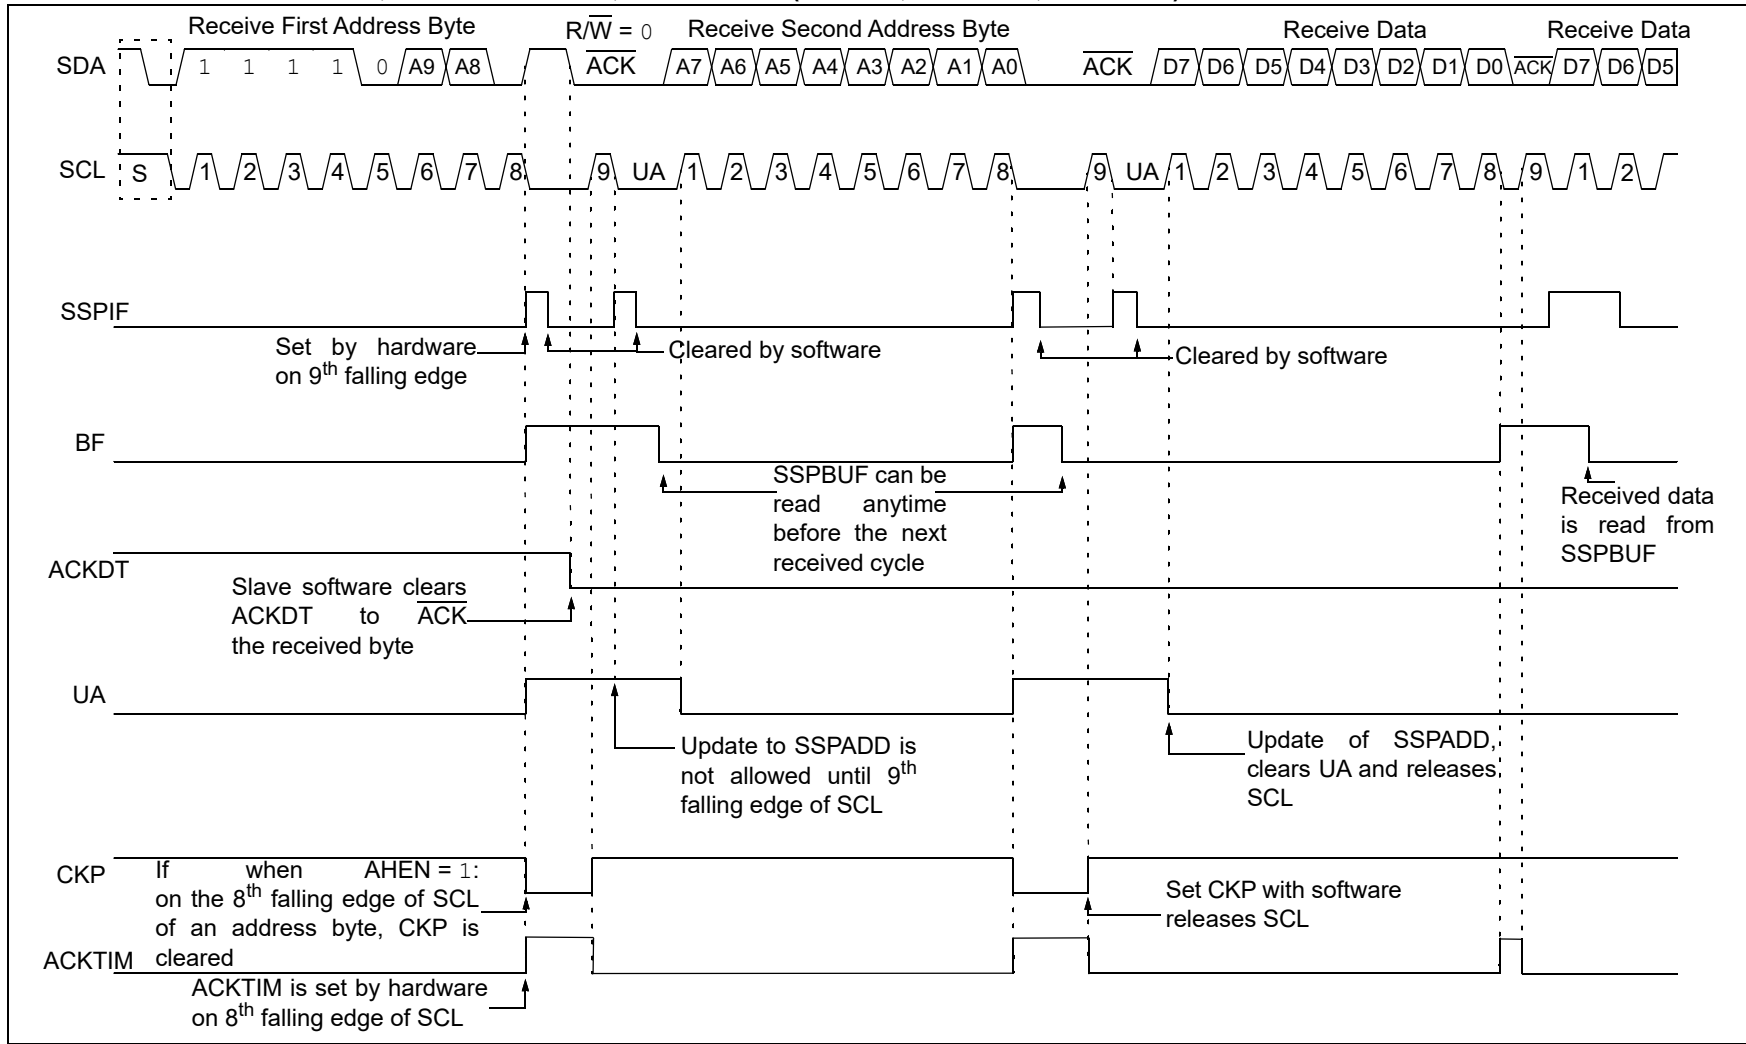 Receive First Address Byte R/W = 0 Receive Second Address Byte Receive Data Receive Data
SDA 1 1 1 1 0 A9 A8 ACK A7 A6 A5 A4 A3 A2 A1 A0 ACK D7 D6 D5 D4 D3 D2 D1 D0 ACK D7 D6 D5
SCL S 1 2 3 4 5 6 7 8 9 UA 1 2 3 4 5 6 7 8 9 UA 1 2 3 4 5 6 7 8 9 1 2
SSPIF
Set by hardware
on 9th falling edge
Cleared by software
Cleared by software
BF
SSPBUF can be
read anytime
before the next
received cycle
Received data
is read from
SSPBUF
ACKDT
Slave software clears
ACKDT to ACK
the received byte
UA
Update to SSPADD is
not allowed until 9th
falling edge of SCL
Update of SSPADD,
clears UA and releases
SCL
CKP
If when AHEN = 1:
on the 8th falling edge of SCL
of an address byte, CKP is
cleared
Set CKP with software
releases SCL
ACKTIM
ACKTIM is set by hardware
on 8th falling edge of SCL